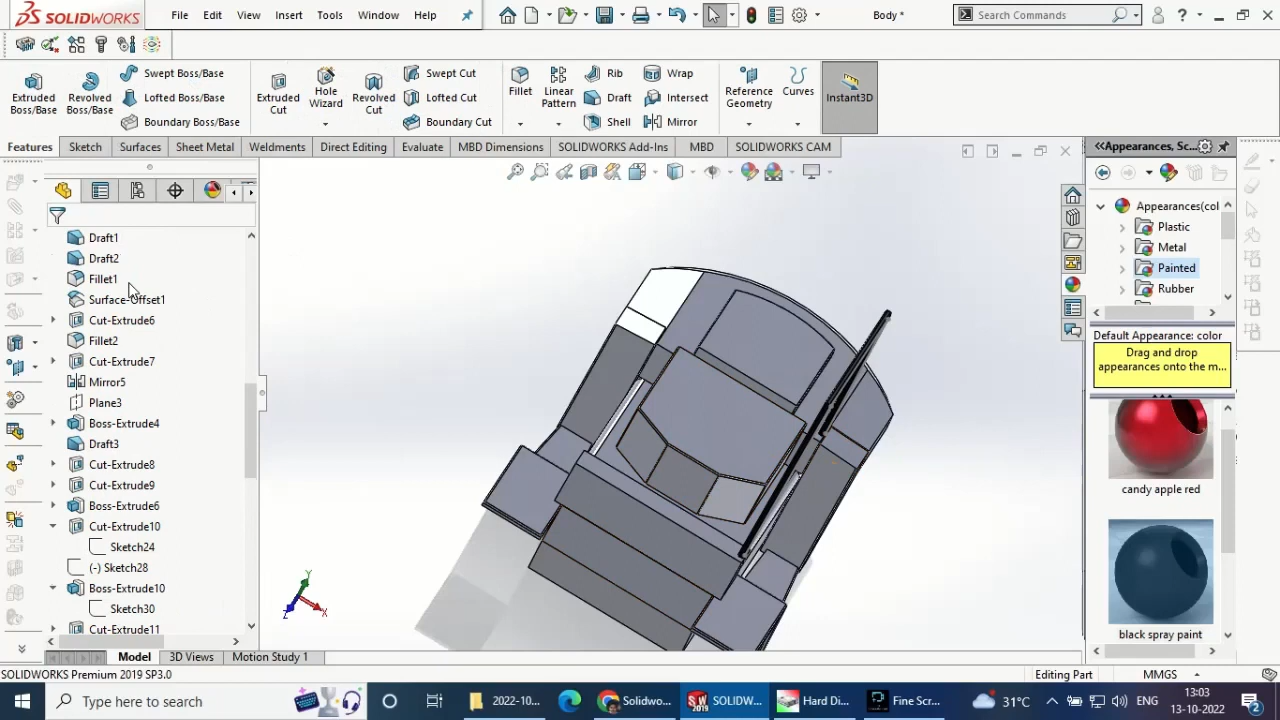 SOLIDWORKS File Edit View Insert Tools Window Help Body * Search Commands
Extruded Boss/Base
Revolved Boss/Base
Swept Boss/Base
Lofted Boss/Base
Boundary Boss/Base
Extruded Cut
Hole Wizard
Revolved Cut
Swept Cut
Lofted Cut
Boundary Cut
Fillet
Linear Pattern
Rib
Draft
Shell
Wrap
Intersect
Mirror
Reference Geometry
Curves
Instant3D
Features Sketch Surfaces Sheet Metal Weldments Direct Editing Evaluate MBD Dimensions SOLIDWORKS Add-Ins MBD SOLIDWORKS CAM
Draft1
Draft2
Fillet1
Surface-Offset1
Cut-Extrude6
Fillet2
Cut-Extrude7
Mirror5
Plane3
Boss-Extrude4
Draft3
Cut-Extrude8
Cut-Extrude9
Boss-Extrude6
Cut-Extrude10
Sketch24
(-) Sketch28
Boss-Extrude10
Sketch30
Cut-Extrude11
Y
X
Z
<<Appearances, Sc...
Appearances(col
Plastic
Metal
Painted
Rubber
Default Appearance: color
Drag and drop
appearances onto the m...
candy apple red
black spray paint
Model 3D Views Motion Study 1
SOLIDWORKS Premium 2019 SP3.0 Editing Part MMGS
Type here to search 2022-10... Solidwo... SOLIDW... Hard Di... Fine Scr... 31°C ENG 13:03
13-10-2022 2